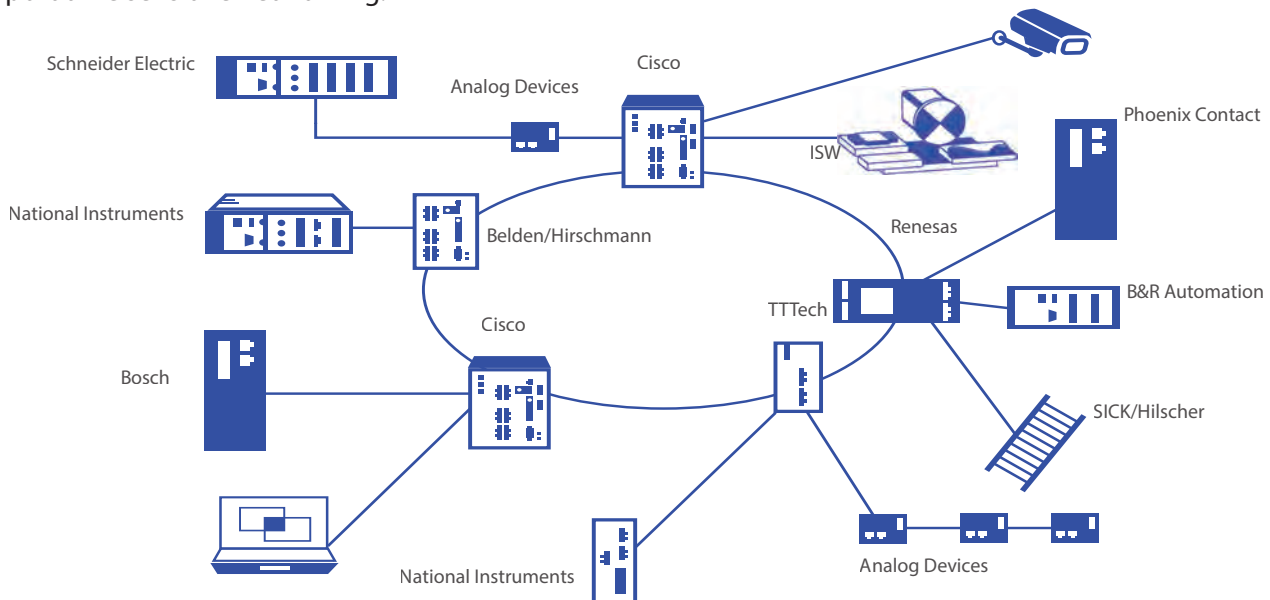 Schneider Electric
Analog Devices
Cisco
Phoenix Contact
ISW
National Instruments
Belden/Hirschmann
Renesas
TTTech
B&R Automation
Cisco
Bosch
SICK/Hilscher
National Instruments
Analog Devices